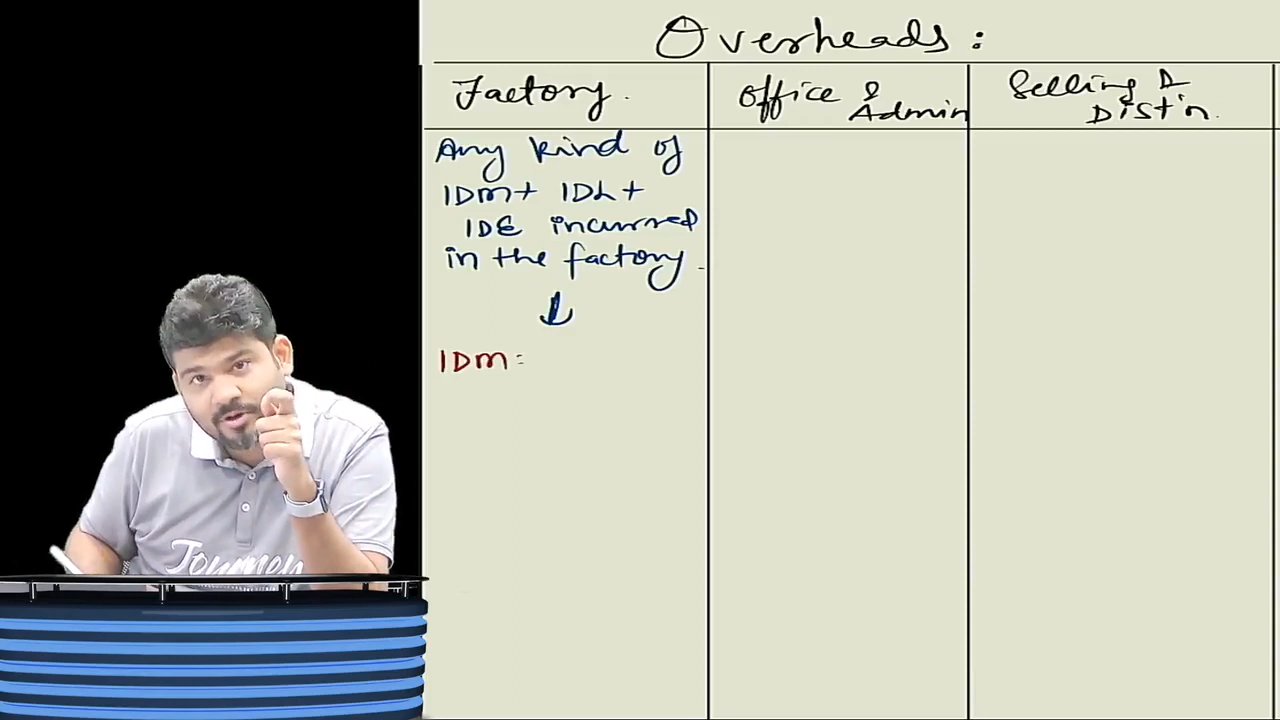 Overheads :
Factory.
Office &
Admin
Selling &
Distn.
Any kind of
IDM+ IDL+
IDE incurred
in the factory.
IDM =